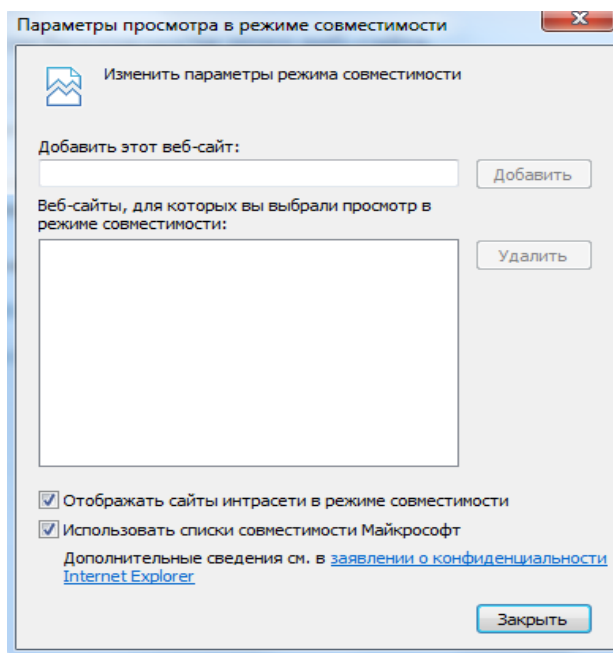 Параметры просмотра в режиме совместимости
Изменить параметры режима совместимости
Добавить этот веб-сайт:
Добавить
Веб-сайты, для которых вы выбрали просмотр в
режиме совместимости:
Удалить
Отображать сайты интрасети в режиме совместимости
Использовать списки совместимости Майкрософт
Дополнительные сведения см. в заявлении о конфиденциальности
Internet Explorer
Закрыть